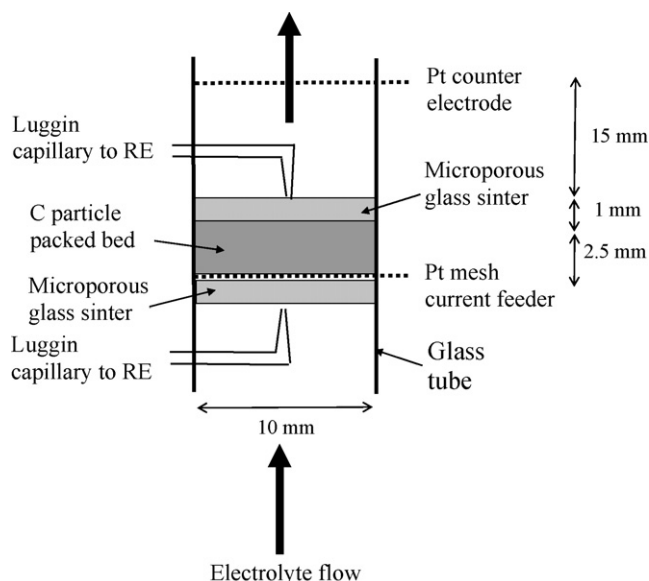 Pt counter
electrode
Luggin
capillary to RE
15 mm
Microporous
glass sinter
C particle
packed bed
1 mm
2.5 mm
Pt mesh
current feeder
Microporous
glass sinter
Luggin
capillary to RE
Glass
tube
10 mm
Electrolyte flow